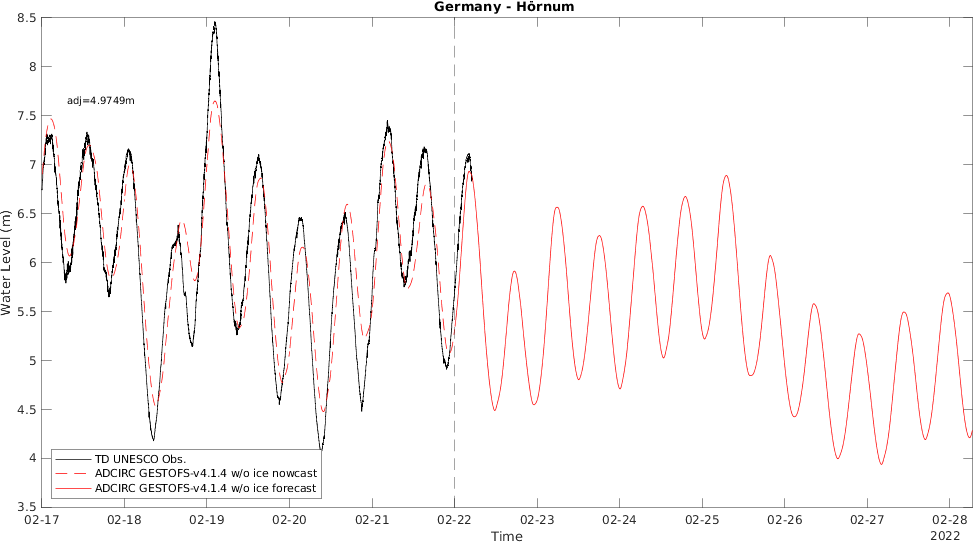 Germany - Hörnum
8.5
8
7.5
7
6.5
6
5.5
5
4.5
4
3.5
Water Level (m)
adj=4.9749m
TD UNESCO Obs.
ADCIRC GESTOFS-v4.1.4 w/o ice nowcast
ADCIRC GESTOFS-v4.1.4 w/o ice forecast
02-17 02-18 02-19 02-20 02-21 02-22 02-23 02-24 02-25 02-26 02-27 02-28
2022
Time